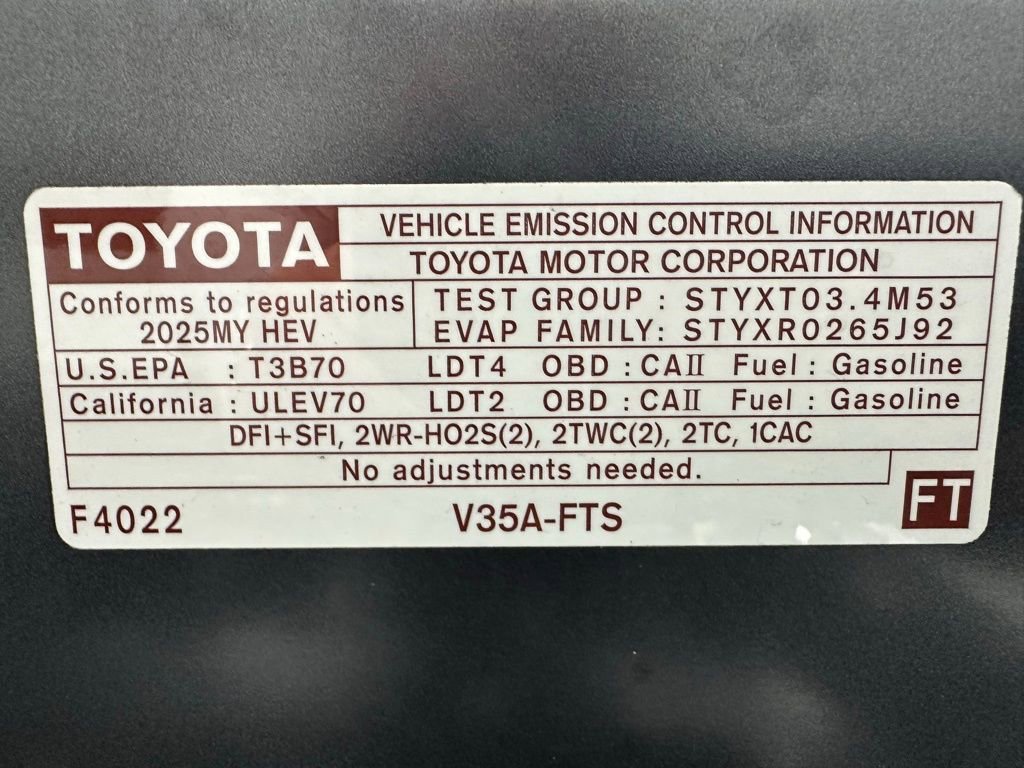 TOYOTA
VEHICLE EMISSION CONTROL INFORMATION
TOYOTA MOTOR CORPORATION
Conforms to regulations
2025MY HEV
TEST GROUP : STYXT03.4M53
EVAP FAMILY: STYXR0265J92
U.S.EPA : T3B70 LDT4 OBD : CAII Fuel : Gasoline
California : ULEV70 LDT2 OBD : CAII Fuel : Gasoline
DFI+SFI, 2WR-HO2S(2), 2TWC(2), 2TC, 1CAC
No adjustments needed.
F4022 V35A-FTS FT